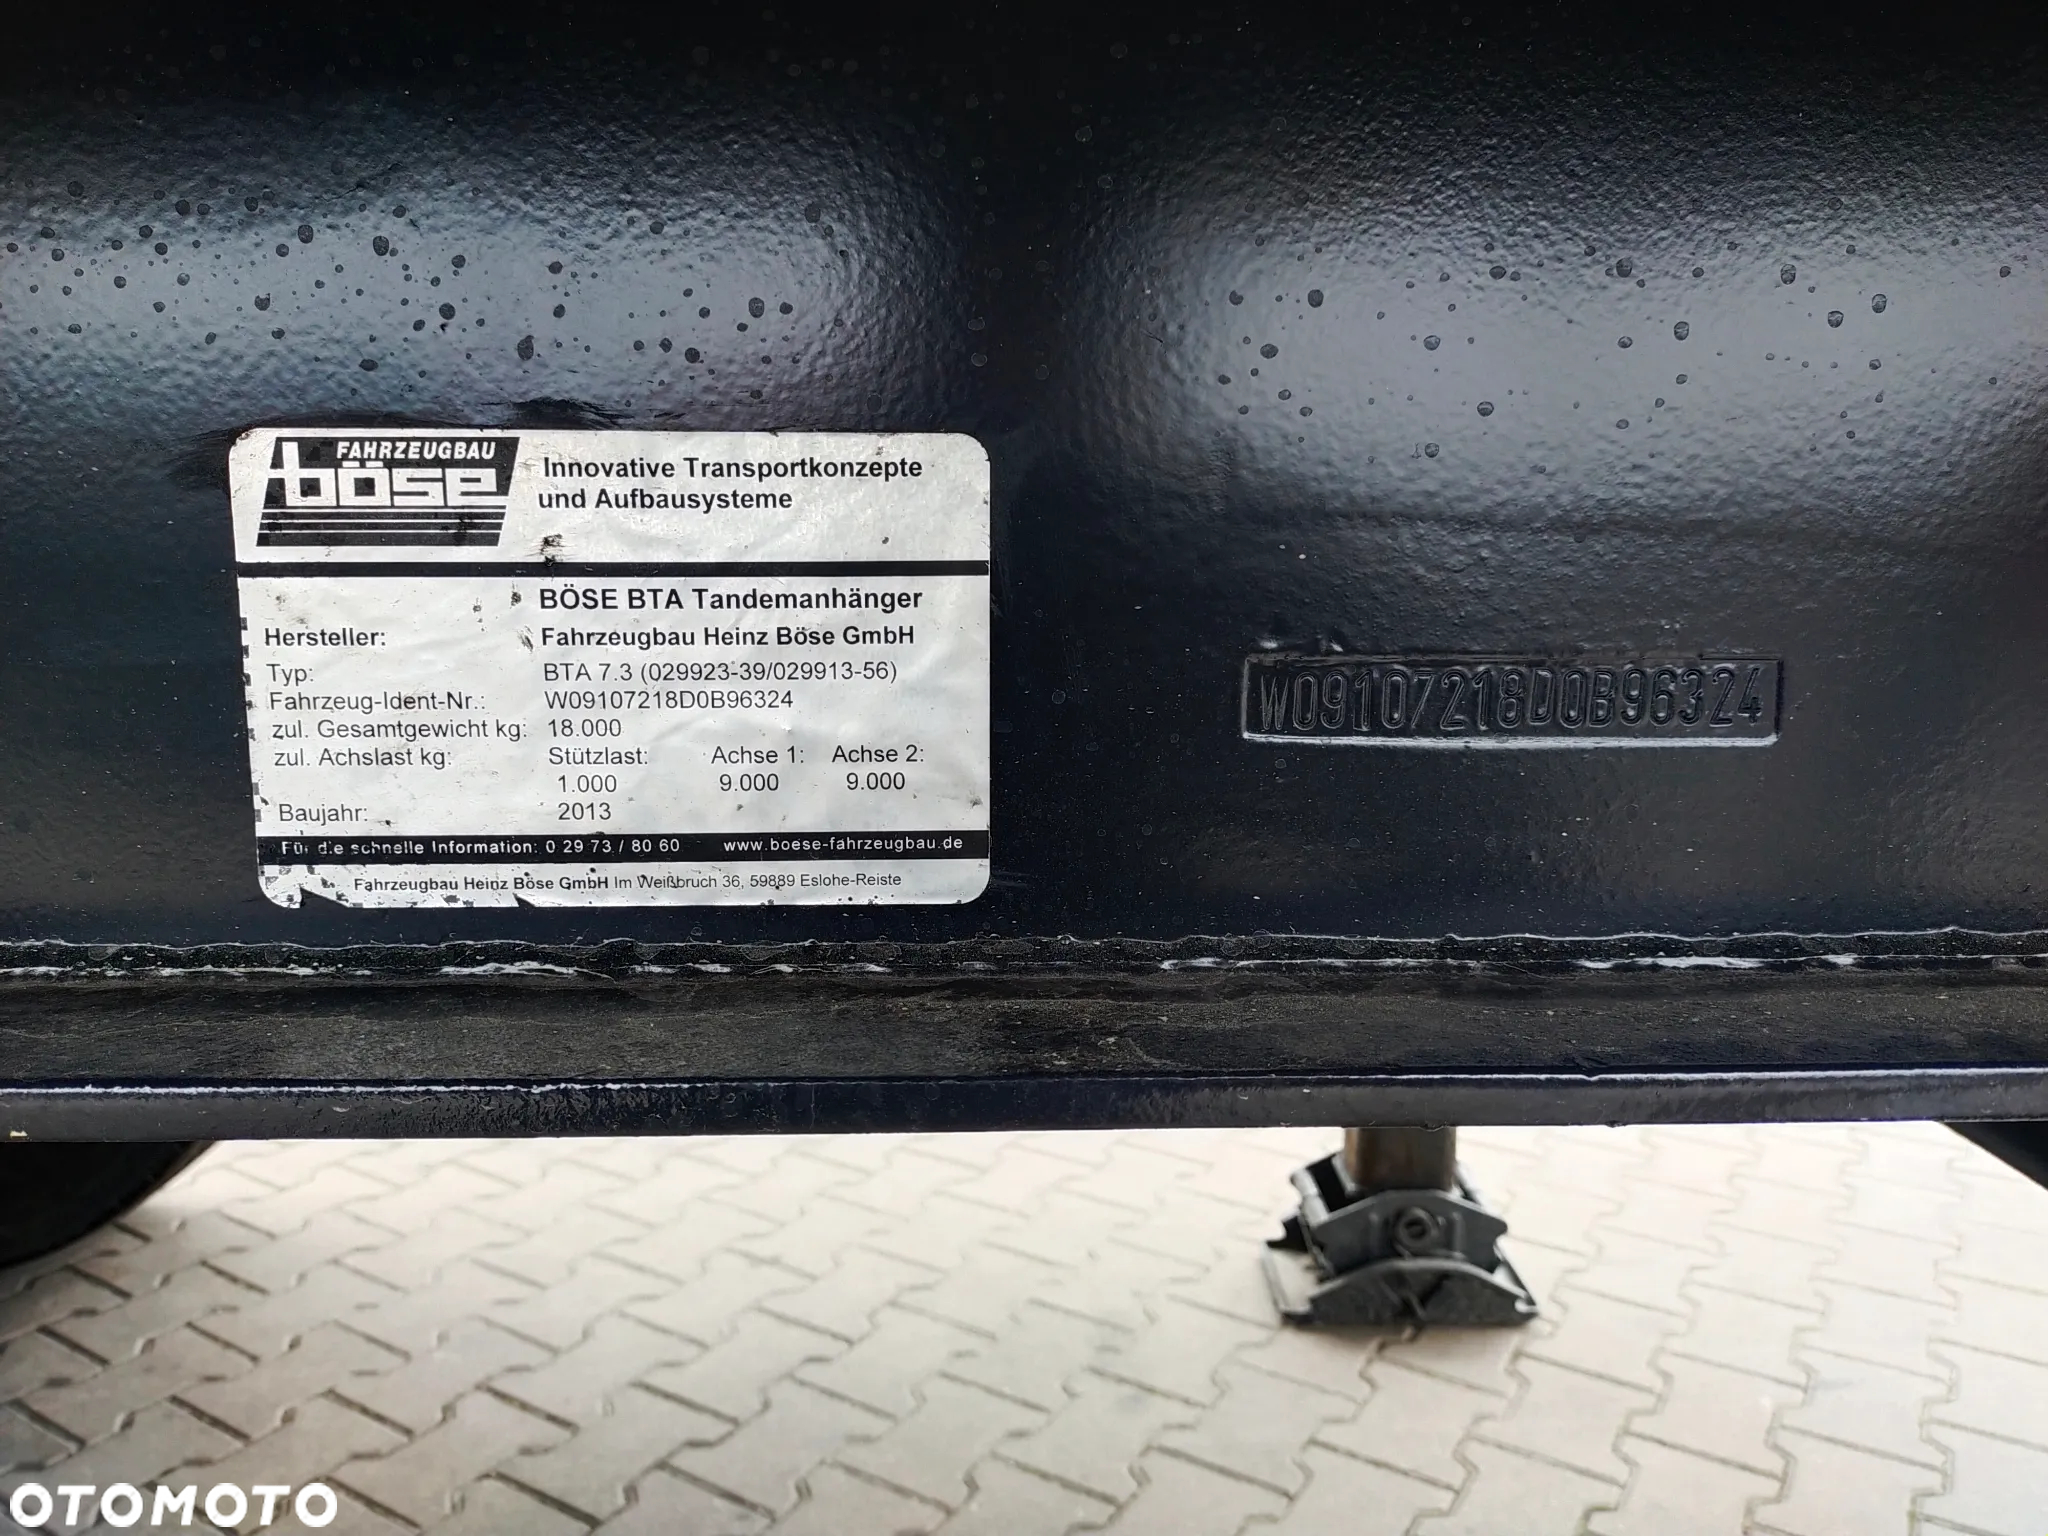 FAHRZEUGBAU
böse
Innovative Transportkonzepte
und Aufbausysteme
BÖSE BTA Tandemanhänger
Hersteller: Fahrzeugbau Heinz Böse GmbH
Typ: BTA 7.3 (029923-39/029913-56)
Fahrzeug-Ident-Nr.: W09107218D0B96324
zul. Gesamtgewicht kg: 18.000
zul. Achslast kg: Stützlast: Achse 1: Achse 2:
1.000 9.000 9.000
Baujahr: 2013
Für die schnelle Information: 0 29 73 / 80 60 www.boese-fahrzeugbau.de
Fahrzeugbau Heinz Böse GmbH Im Weißbruch 36, 59889 Eslohe-Reiste
W09107218D0B96324
OTOMOTO